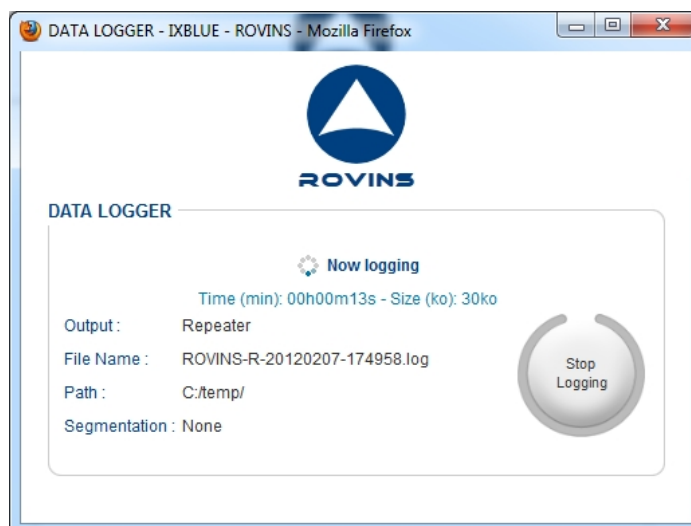 DATA LOGGER - IXBLUE - ROVINS - Mozilla Firefox
ROVINS
DATA LOGGER
Now logging
Time (min): 00h00m13s - Size (ko): 30ko
Output : Repeater
File Name : ROVINS-R-20120207-174958.log
Path : C:/temp/
Segmentation : None
Stop
Logging